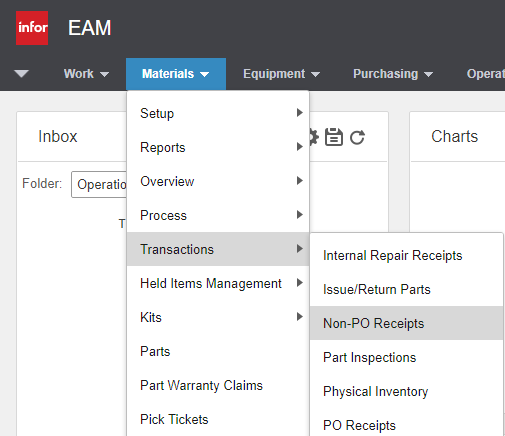 infor EAM
Work Materials Equipment Purchasing Operat
Inbox
Charts
Folder: Operatio
T
Setup
Reports
Overview
Process
Transactions
Held Items Management
Kits
Parts
Part Warranty Claims
Pick Tickets
Internal Repair Receipts
Issue/Return Parts
Non-PO Receipts
Part Inspections
Physical Inventory
PO Receipts